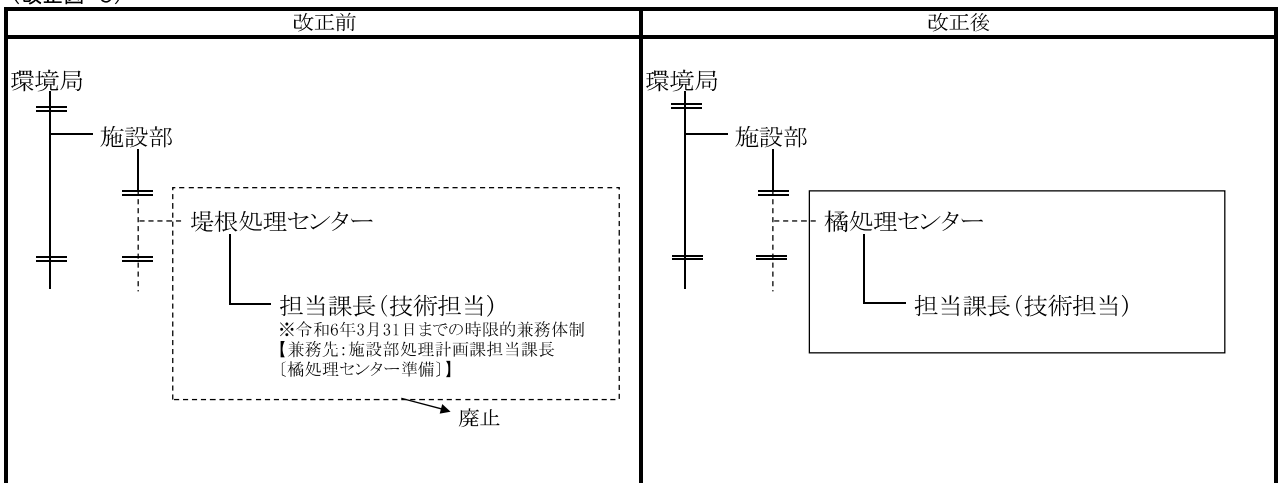 改正前
環境局
施設部
堤根処理センター
担当課長（技術担当）
※令和6年3月31日までの時限的兼務体制
【兼務先：施設部処理計画課担当課長
〔橘処理センター準備〕】
廃止
改正後
環境局
施設部
橘処理センター
担当課長（技術担当）